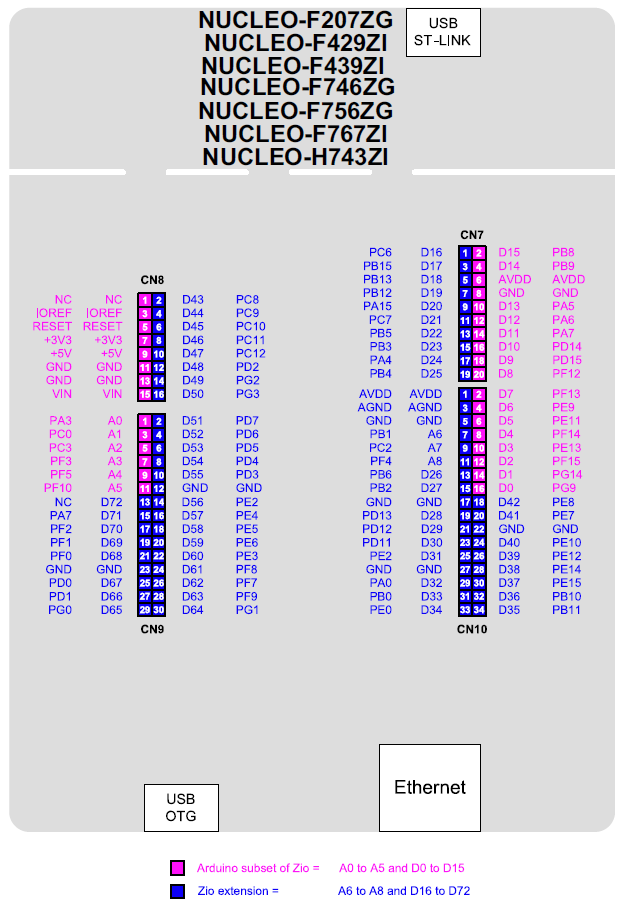 NUCLEO-F207ZG
NUCLEO-F429ZI
NUCLEO-F439ZI
NUCLEO-F746ZG
NUCLEO-F756ZG
NUCLEO-F767ZI
NUCLEO-H743ZI
USB
ST-LINK
CN8
NC NC 1 2 D43 PC8
IOREF IOREF 3 4 D44 PC9
RESET RESET 5 6 D45 PC10
+3V3 +3V3 7 8 D46 PC11
+5V +5V 9 10 D47 PC12
GND GND 11 12 D48 PD2
GND GND 13 14 D49 PG2
VIN VIN 15 16 D50 PG3
PA3 A0 1 2 D51 PD7
PC0 A1 3 4 D52 PD6
PC3 A2 5 6 D53 PD5
PF3 A3 7 8 D54 PD4
PF5 A4 9 10 D55 PD3
PF10 A5 11 12 GND GND
NC D72 13 14 D56 PE2
PA7 D71 15 16 D57 PE4
PF2 D70 17 18 D58 PE5
PF1 D69 19 20 D59 PE6
PF0 D68 21 22 D60 PE3
GND GND 23 24 D61 PF8
PD0 D67 25 26 D62 PF7
PD1 D66 27 28 D63 PF9
PG0 D65 29 30 D64 PG1
CN9
CN7
PC6 D16 1 2 D15 PB8
PB15 D17 3 4 D14 PB9
PB13 D18 5 6 AVDD AVDD
PB12 D19 7 8 GND GND
PA15 D20 9 10 D13 PA5
PC7 D21 11 12 D12 PA6
PB5 D22 13 14 D11 PA7
PB3 D23 15 16 D10 PD14
PA4 D24 17 18 D9 PD15
PB4 D25 19 20 D8 PF12
AVDD AVDD 1 2 D7 PF13
AGND AGND 3 4 D6 PE9
GND GND 5 6 D5 PE11
PB1 A6 7 8 D4 PF14
PC2 A7 9 10 D3 PE13
PF4 A8 11 12 D2 PF15
PB6 D26 13 14 D1 PG14
PB2 D27 15 16 D0 PG9
GND GND 17 18 D42 PE8
PD13 D28 19 20 D41 PE7
PD12 D29 21 22 GND GND
PD11 D30 23 24 D40 PE10
PE2 D31 25 26 D39 PE12
GND GND 27 28 D38 PE14
PA0 D32 29 30 D37 PE15
PB0 D33 31 32 D36 PB10
PE0 D34 33 34 D35 PB11
CN10
USB
OTG
Ethernet
Arduino subset of Zio = A0 to A5 and D0 to D15
Zio extension = A6 to A8 and D16 to D72